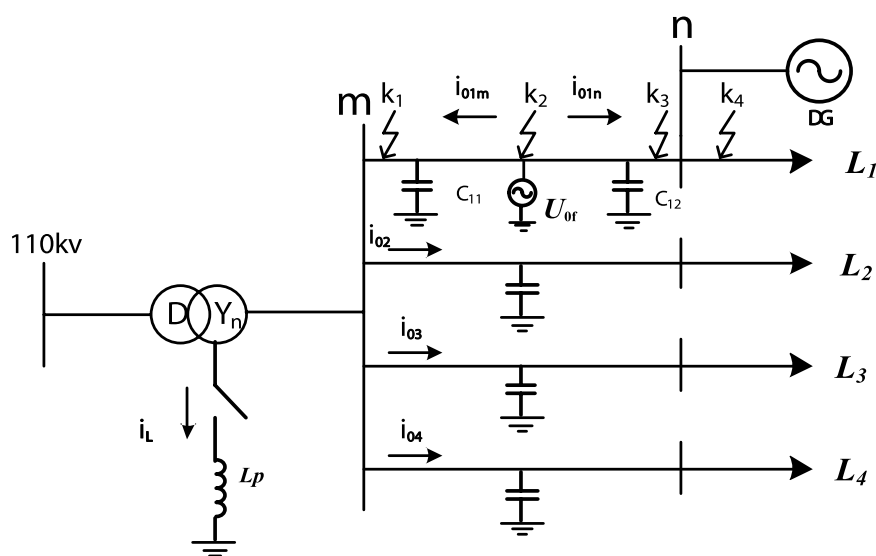 n
m
k1
i01m
k2
i01n
k3
k4
DG
L1
C11
U0f
C12
i02
L2
110kv
D
Yn
i03
L3
iL
Lp
i04
L4